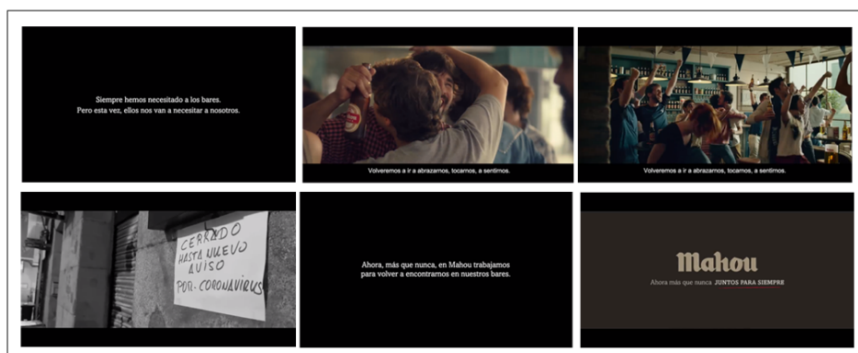 Siempre hemos necesitado a los bares.
Pero esta vez, ellos nos van a necesitar a nosotros.
Volveremos a ir a abrazarnos, tocarnos, a sentirnos.
Volveremos a ir a abrazarnos, tocarnos, a sentirnos.
CERRADO
HASTA NUEVO
AVISO
POR CORONAVIRUS
Ahora, más que nunca, en Mahou trabajamos
para volver a encontrarnos en nuestros bares.
Mahou
Ahora más que nunca JUNTOS PARA SIEMPRE